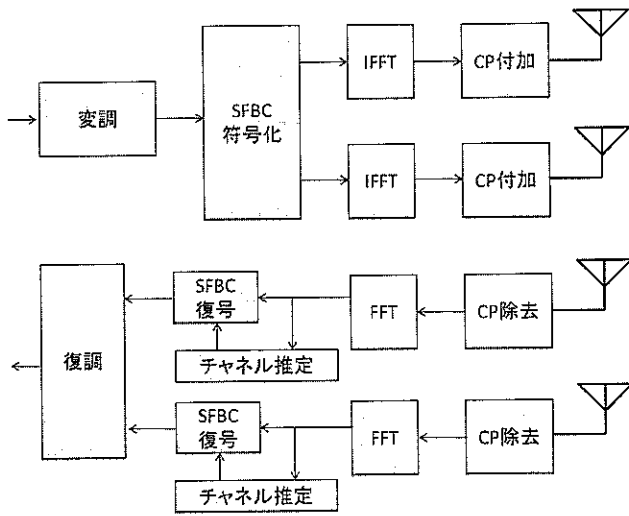 変調
SFBC
符号化
IFFT
CP付加
IFFT
CP付加
復調
SFBC
復号
チャネル推定
FFT
CP除去
SFBC
復号
チャネル推定
FFT
CP除去